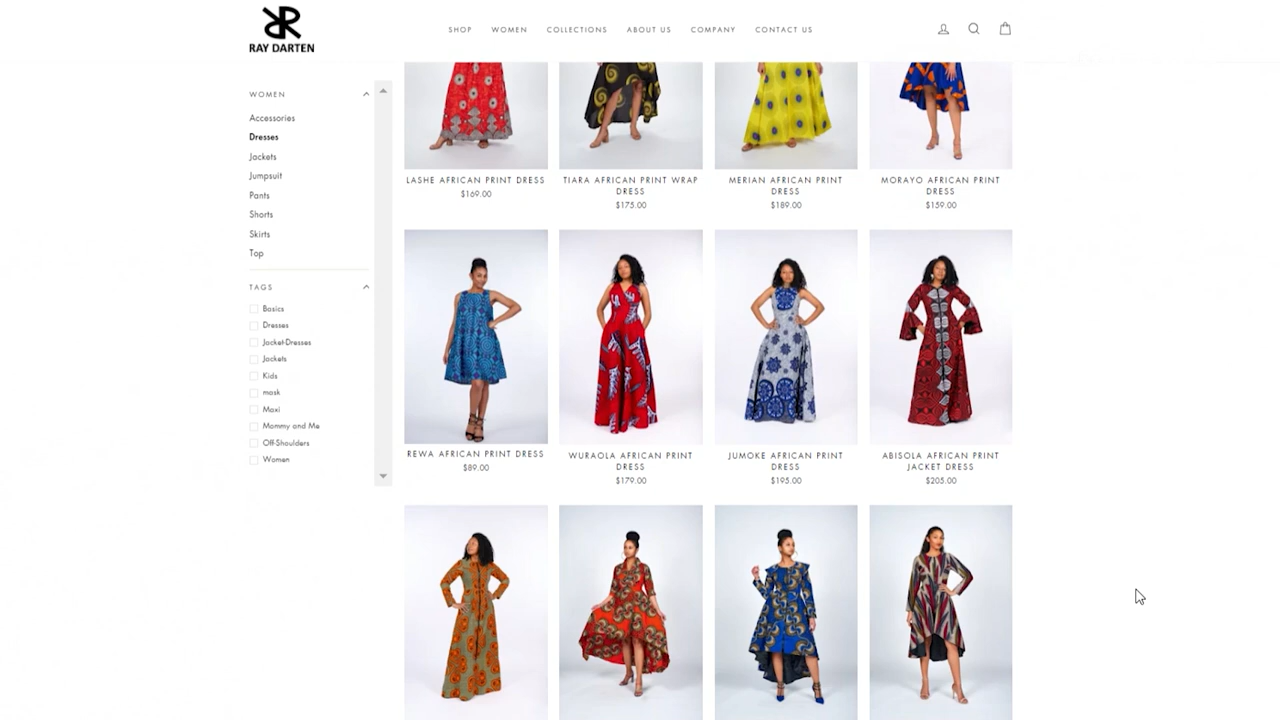 RAY DARTEN
SHOP WOMEN COLLECTIONS ABOUT US COMPANY CONTACT US
WOMEN
Accessories
Dresses
Jackets
Jumpsuit
Pants
Shorts
Skirts
Top
TAGS
Basics
Dresses
Jacket-Dresses
Jackets
Kids
mask
Maxi
Mommy and Me
Off-Shoulders
Women
LASHE AFRICAN PRINT DRESS
$169.00
TIARA AFRICAN PRINT WRAP
DRESS
$175.00
MERIAN AFRICAN PRINT
DRESS
$189.00
MORAYO AFRICAN PRINT
DRESS
$159.00
REWA AFRICAN PRINT DRESS
$89.00
WURAOLA AFRICAN PRINT
DRESS
$179.00
JUMOKE AFRICAN PRINT
DRESS
$195.00
ABISOLA AFRICAN PRINT
JACKET DRESS
$205.00